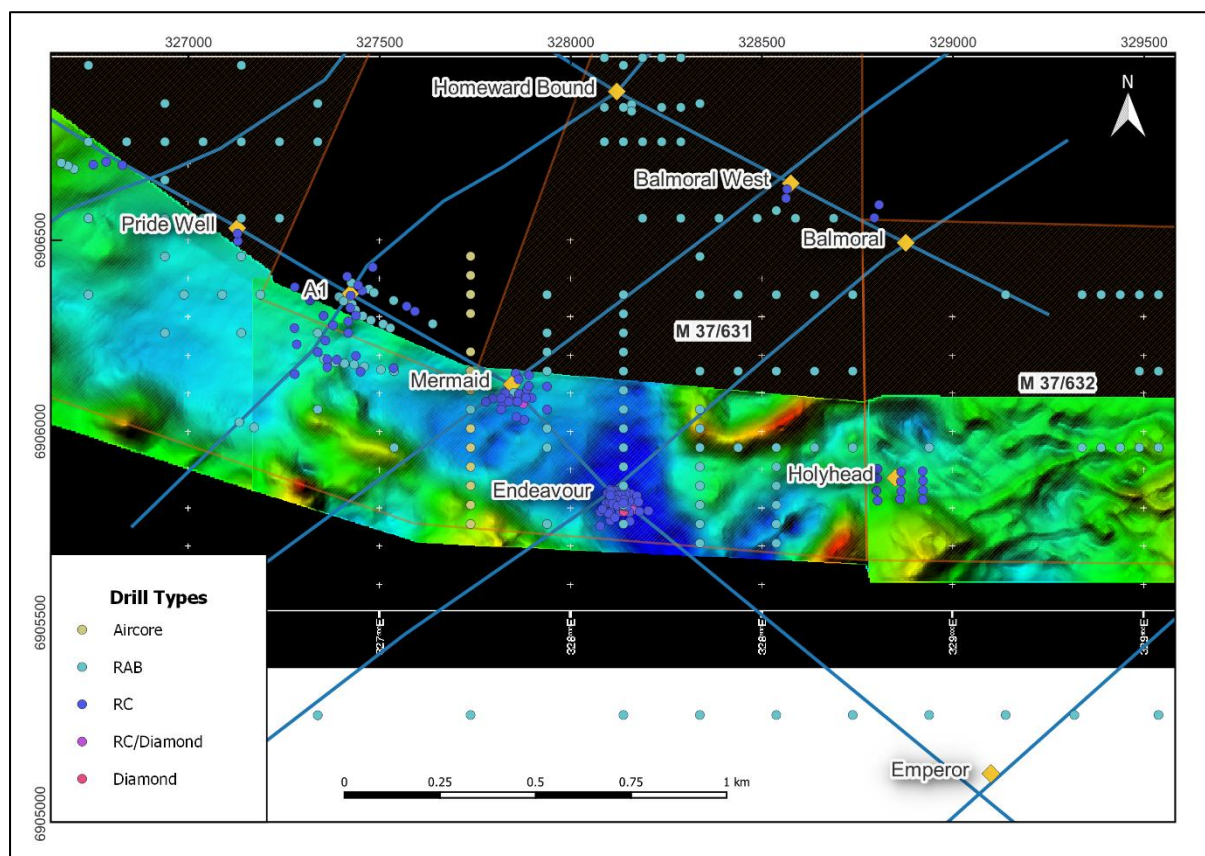 327000 327500 328000 328500 329000 329500
Homeward Bound
N
Balmoral West
Pride Well
Balmoral
6906500
A1
M 37/631
Mermaid
M 37/632
6906000
Holyhead
Endeavour
6905500
Drill Types
Aircore
RAB
RC
RC/Diamond
Diamond
0 0.25 0.5 0.75 1 km
Emperor
6905000